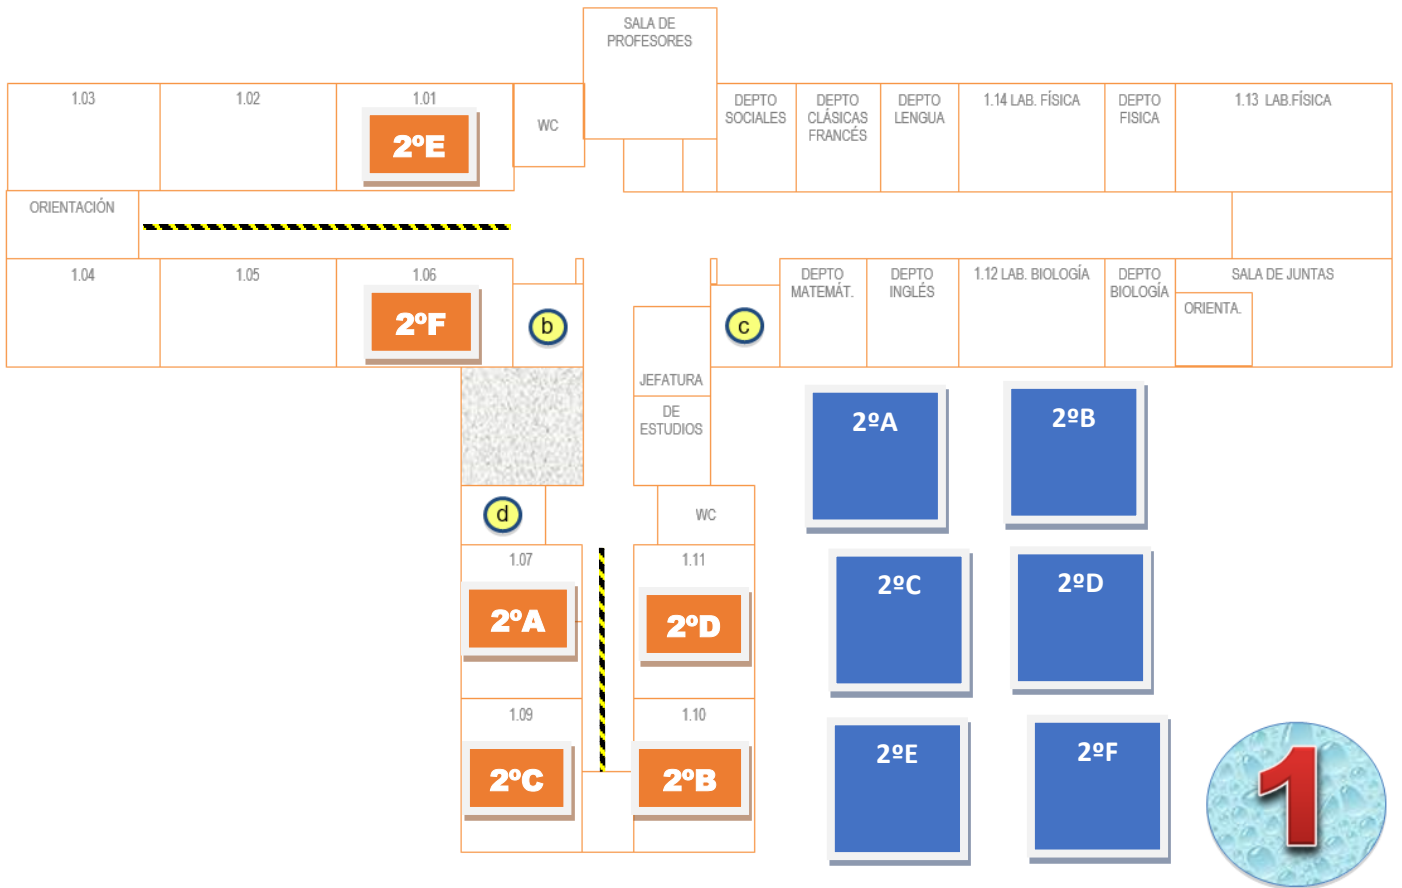 SALA DE
PROFESORES
1.03
1.02
1.01
2ºE
WC
DEPTO
SOCIALES
DEPTO
CLÁSICAS
FRANCÉS
DEPTO
LENGUA
1.14 LAB. FÍSICA
DEPTO
FISICA
1.13 LAB.FÍSICA
ORIENTACIÓN
1.04
1.05
1.06
2ºF
b
c
DEPTO
MATEMÁT.
DEPTO
INGLÉS
1.12 LAB. BIOLOGÍA
DEPTO
BIOLOGÍA
SALA DE JUNTAS
ORIENTA.
JEFATURA
DE
ESTUDIOS
d
WC
1.07
2ºA
1.11
2ºD
1.09
2ºC
1.10
2ºB
2ºA
2ºB
2ºC
2ºD
2ºE
2ºF
1